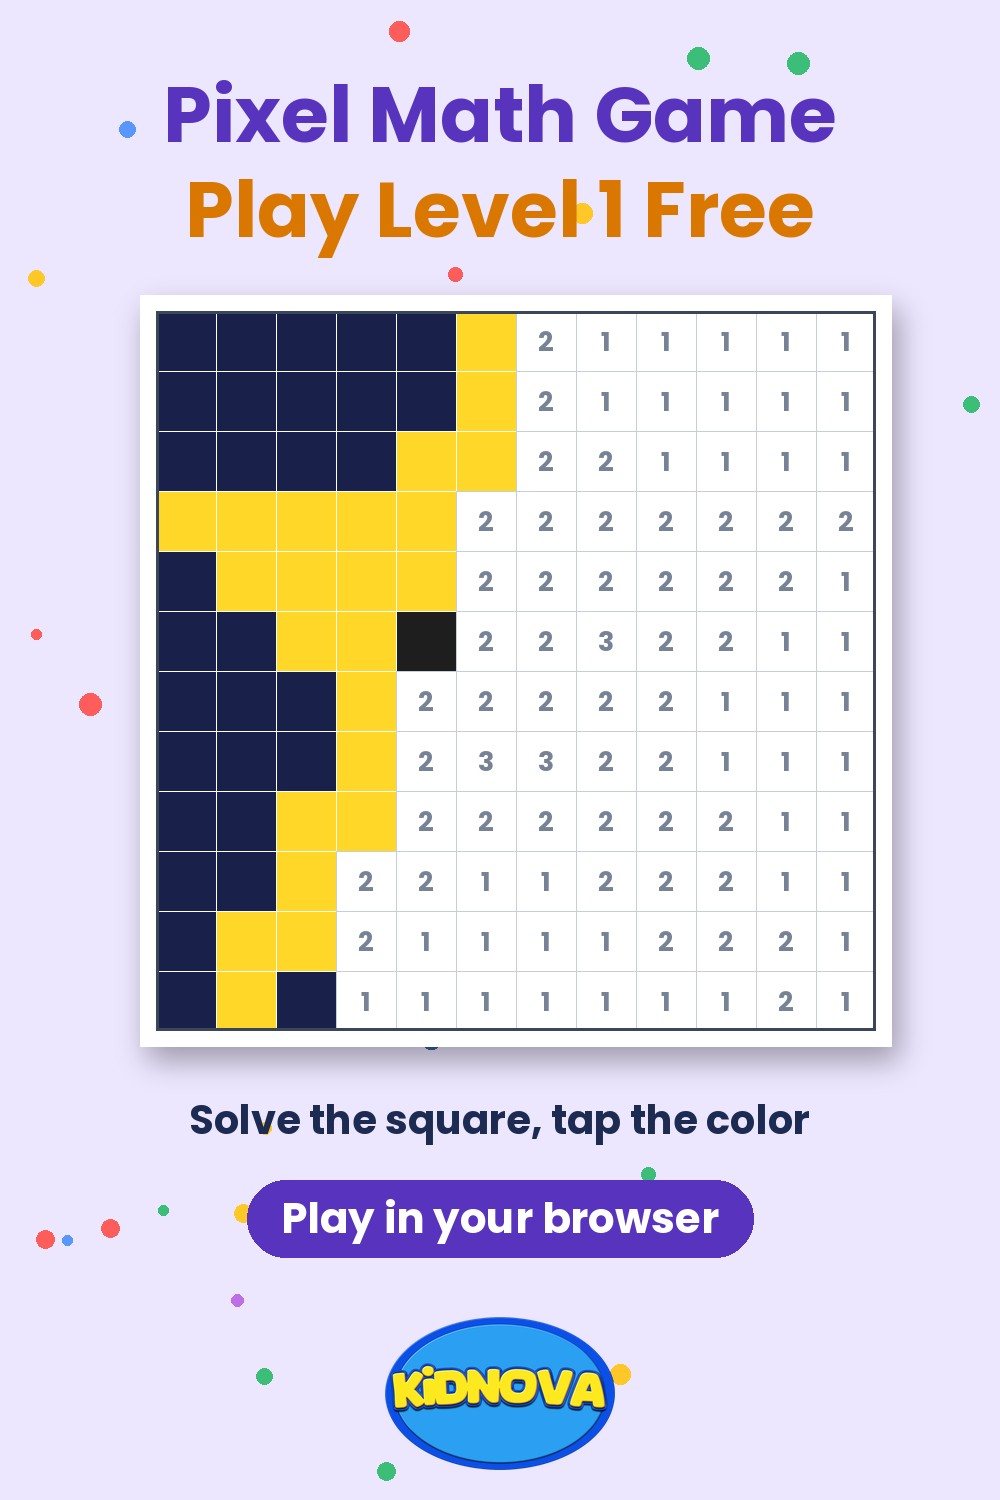 Pixel Math Game
Play Level 1 Free
2 1 1 1 1 1
2 1 1 1 1 1
2 2 1 1 1 1
2 2 2 2 2 2 2
2 2 2 2 2 2 1
2 2 3 2 2 1 1
2 2 2 2 2 1 1 1
2 3 3 2 2 1 1 1
2 2 2 2 2 2 1 1
2 2 1 1 2 2 2 1 1
2 1 1 1 1 2 2 2 1
1 1 1 1 1 1 1 2 1
Solve the square, tap the color
Play in your browser
KiDNOVA